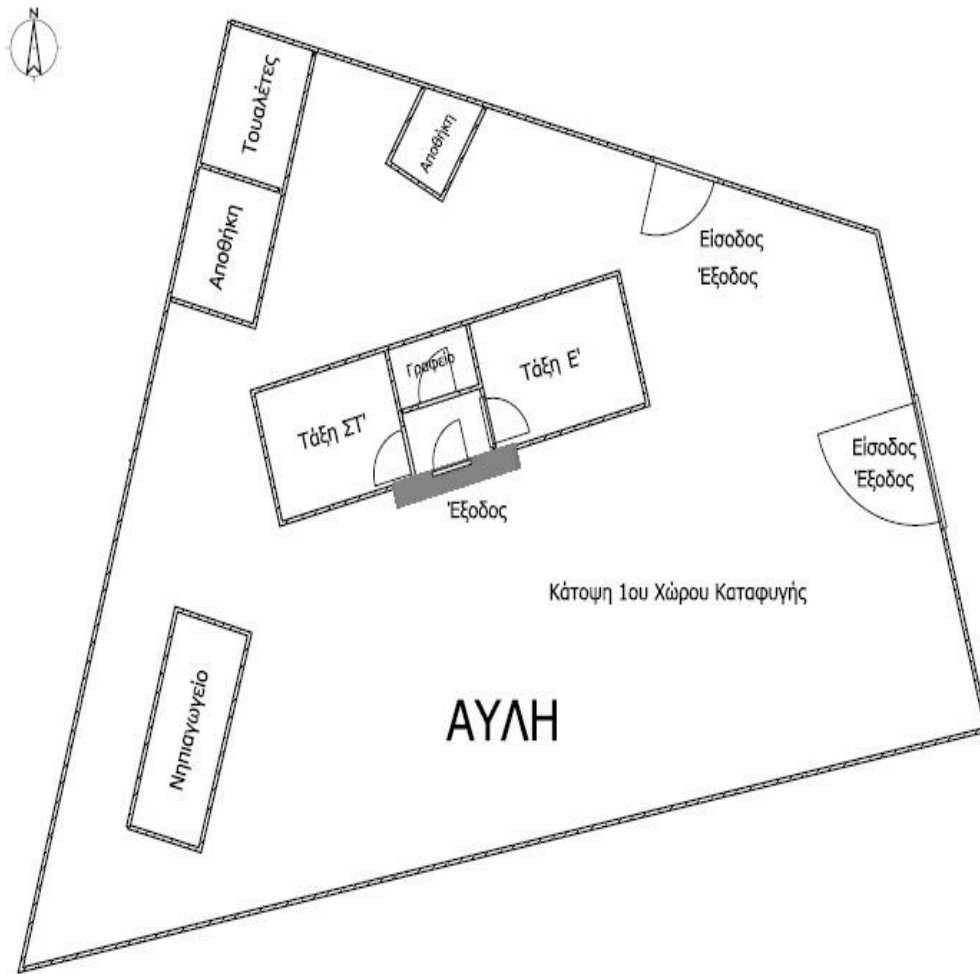 N
Τουαλέτες
Αποθήκη
Αποθήκη
Είσοδος
Έξοδος
Γραφείο
Τάξη Ε'
Τάξη ΣΤ'
Είσοδος
Έξοδος
Έξοδος
Κάτοψη 1ου Χώρου Καταφυγής
Νηπιαγωγείο
ΑΥΛΗ